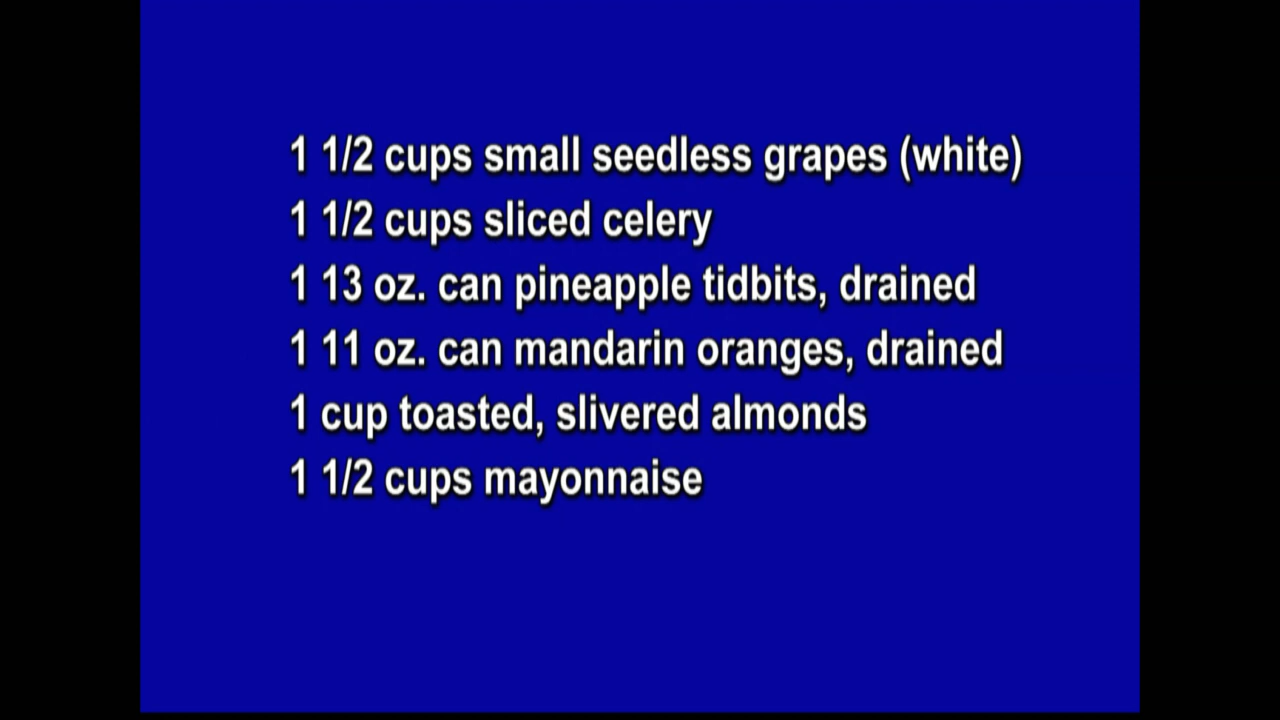 1 1/2 cups small seedless grapes (white)
1 1/2 cups sliced celery
1 13 oz. can pineapple tidbits, drained
1 11 oz. can mandarin oranges, drained
1 cup toasted, slivered almonds
1 1/2 cups mayonnaise